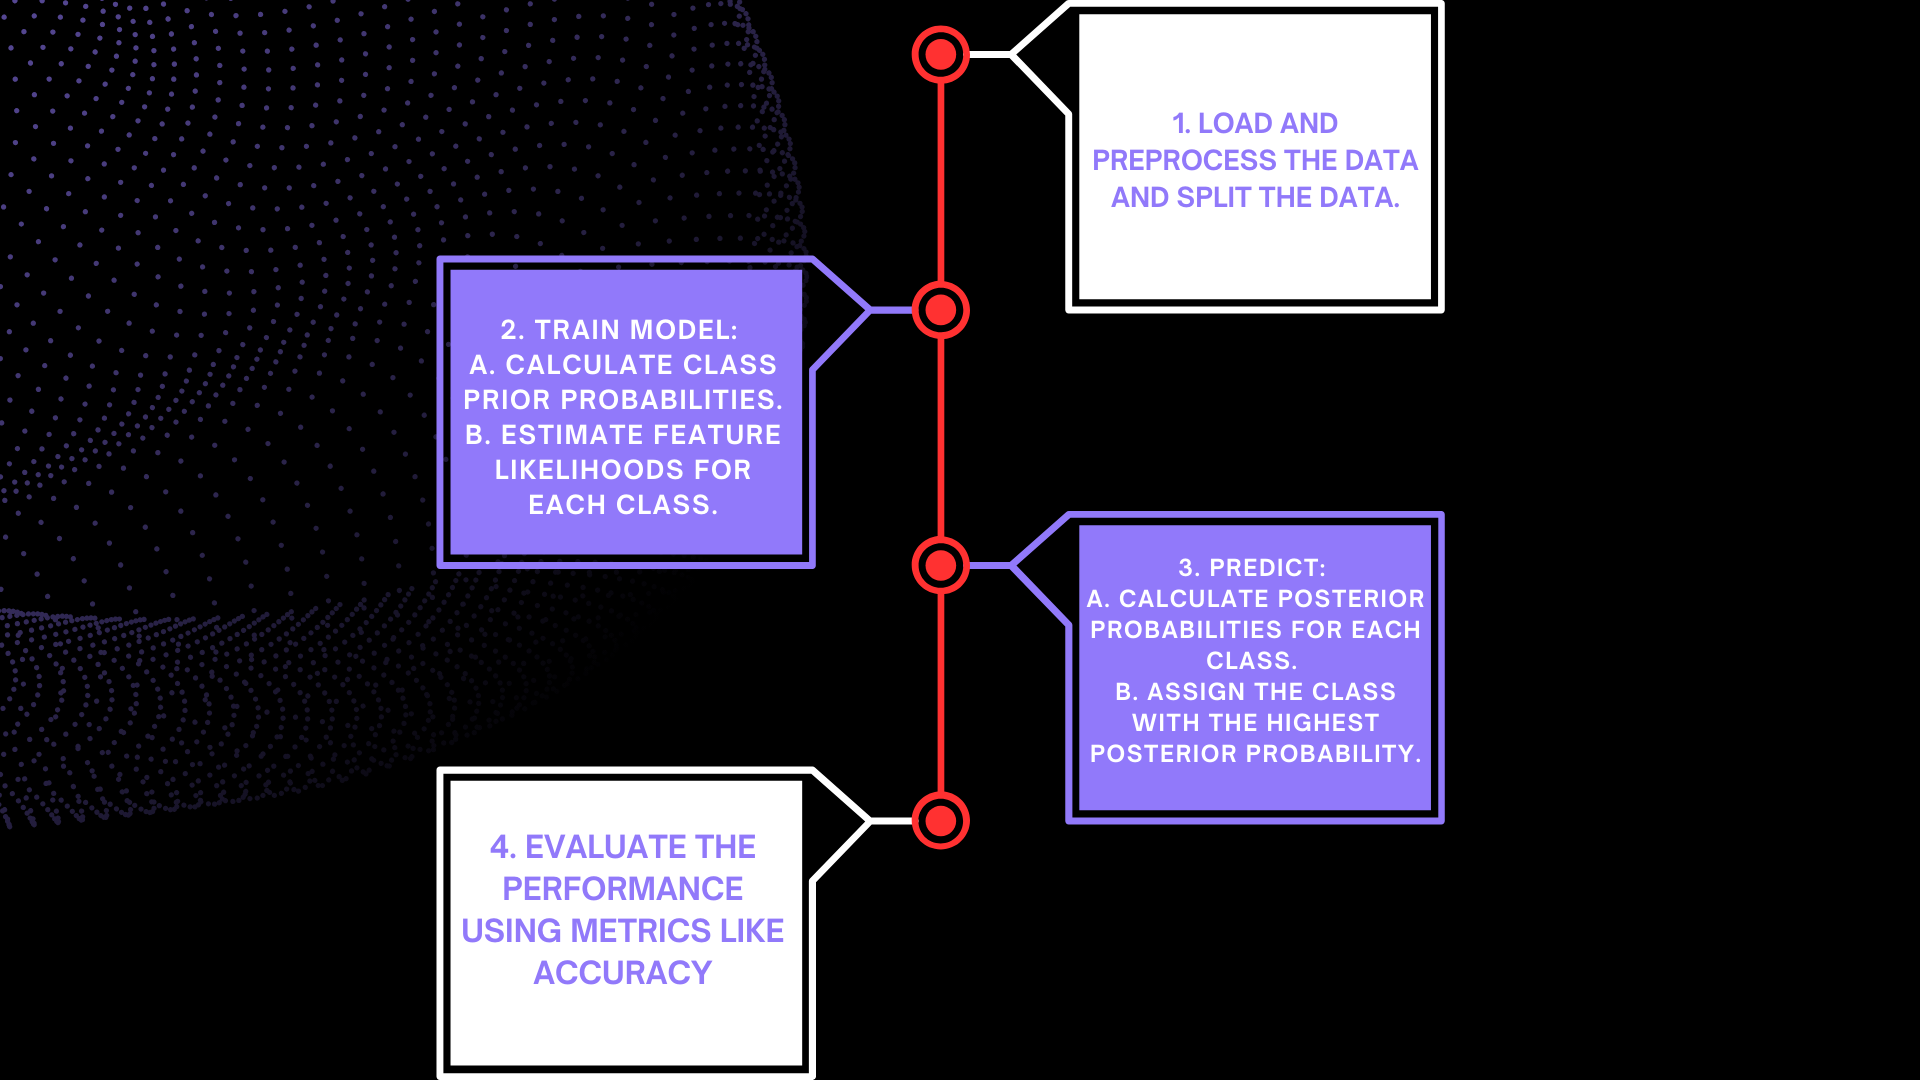 1. LOAD AND
PREPROCESS THE DATA
AND SPLIT THE DATA.
2. TRAIN MODEL:
A. CALCULATE CLASS
PRIOR PROBABILITIES.
B. ESTIMATE FEATURE
LIKELIHOODS FOR
EACH CLASS.
3. PREDICT:
A. CALCULATE POSTERIOR
PROBABILITIES FOR EACH
CLASS.
B. ASSIGN THE CLASS
WITH THE HIGHEST
POSTERIOR PROBABILITY.
4. EVALUATE THE
PERFORMANCE
USING METRICS LIKE
ACCURACY